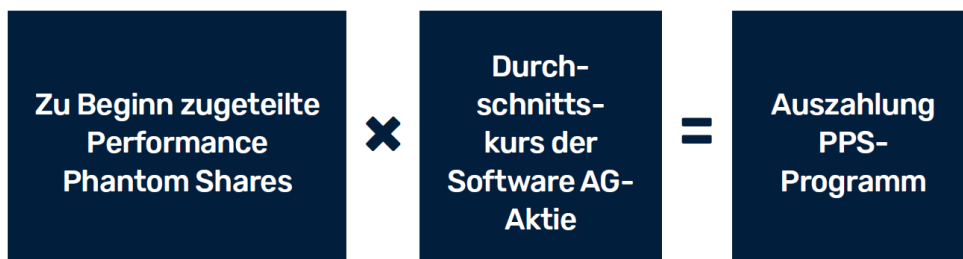 Zu Beginn zugeteilte
Performance
Phantom Shares
×
Durch-
schnitts-
kurs der
Software AG-
Aktie
=
Auszahlung
PPS-
Programm